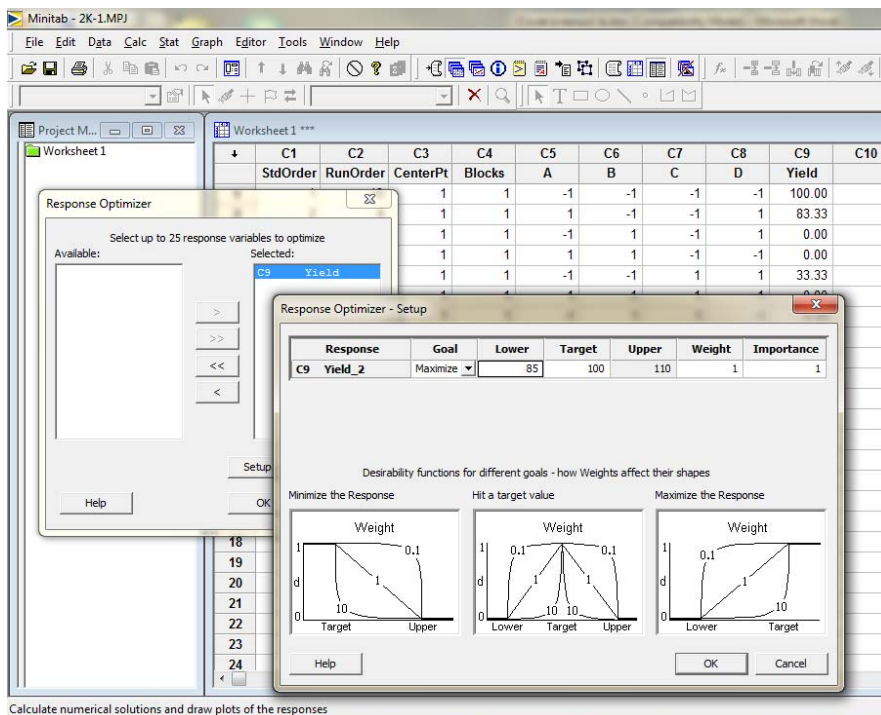 Minitab - 2K-1.MPJ
File Edit Data Calc Stat Graph Editor Tools Window Help
Project M...
Worksheet 1 ***
Worksheet 1
C1 C2 C3 C4 C5 C6 C7 C8 C9 C10
StdOrder RunOrder CenterPt Blocks A B C D Yield
1 1 -1 -1 -1 -1 100.00
1 1 1 -1 -1 1 83.33
1 1 -1 1 -1 1 0.00
1 1 1 1 -1 -1 0.00
1 1 -1 -1 1 1 33.33
Response Optimizer
Select up to 25 response variables to optimize
Available:
Selected:
C9 Yield
>
>>
<<
<
Setup
Help
OK
18
19
20
21
22
23
24
Response Optimizer - Setup
Response Goal Lower Target Upper Weight Importance
C9 Yield_2 Maximize 85 100 110 1 1
Desirability functions for different goals - how Weights affect their shapes
Minimize the Response
Weight
1
0.1
d
1
10
0
Target Upper
Hit a target value
Weight
1
0.1 0.1
d
1 1
10 10
0
Lower Target Upper
Maximize the Response
Weight
1
0.1
d
1
10
0
Lower Target
Help
OK
Cancel
Calculate numerical solutions and draw plots of the responses